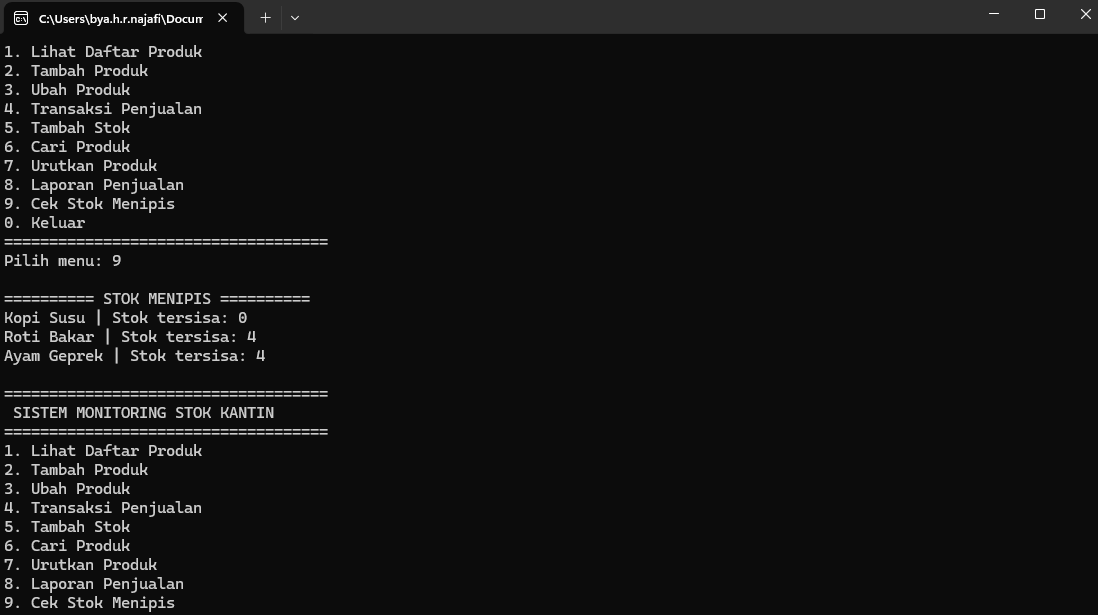 C:\Users\bya.h.r.najafi\Docum
1. Lihat Daftar Produk
2. Tambah Produk
3. Ubah Produk
4. Transaksi Penjualan
5. Tambah Stok
6. Cari Produk
7. Urutkan Produk
8. Laporan Penjualan
9. Cek Stok Menipis
0. Keluar
====================================
Pilih menu: 9
========== STOK MENIPIS ==========
Kopi Susu | Stok tersisa: 0
Roti Bakar | Stok tersisa: 4
Ayam Geprek | Stok tersisa: 4
====================================
SISTEM MONITORING STOK KANTIN
====================================
1. Lihat Daftar Produk
2. Tambah Produk
3. Ubah Produk
4. Transaksi Penjualan
5. Tambah Stok
6. Cari Produk
7. Urutkan Produk
8. Laporan Penjualan
9. Cek Stok Menipis